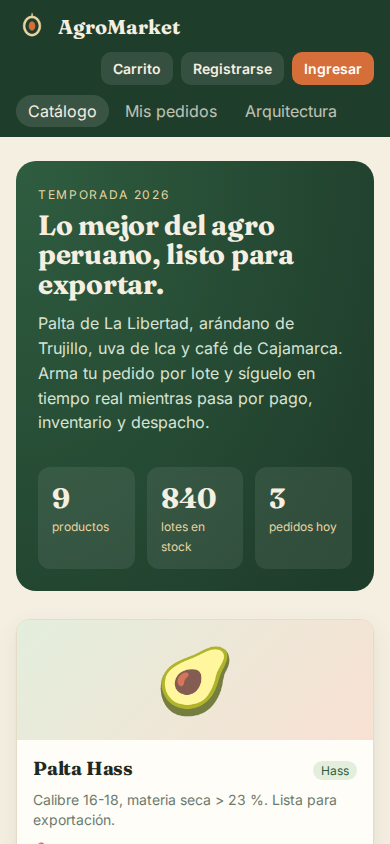 AgroMarket
Carrito
Registrarse
Ingresar
Catálogo
Mis pedidos
Arquitectura
TEMPORADA 2026
Lo mejor del agro
peruano, listo para
exportar.
Palta de La Libertad, arándano de
Trujillo, uva de Ica y café de Cajamarca.
Arma tu pedido por lote y síguelo en
tiempo real mientras pasa por pago,
inventario y despacho.
9
productos
840
lotes en
stock
3
pedidos hoy
Palta Hass
Hass
Calibre 16-18, materia seca > 23 %. Lista para
exportación.